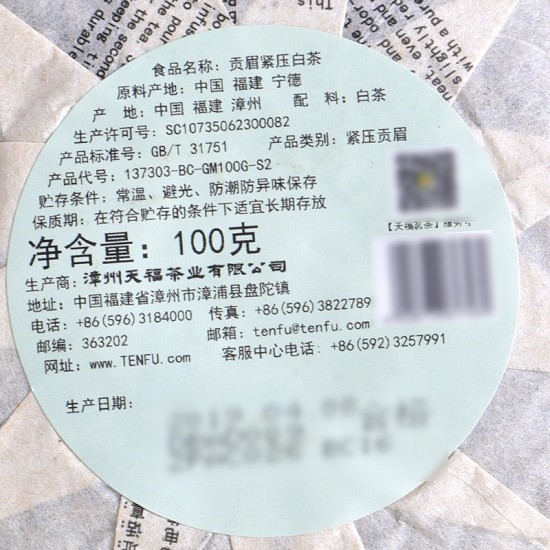 食品名称: 贡眉紧压白茶
原料产地: 中国 福建 宁德
产 地: 中国 福建 漳州 配 料: 白茶
生产许可号: SC10735062300082
产品标准号: GB/T 31751 产品类别: 紧压贡眉
产品代号: 137303-BC-GM100G-S2
贮存条件: 常温、避光、防潮防异味保存
保质期: 在符合贮存的条件下适宜长期存放
【天福茗茶】服务号
净含量: 100克
生产商: 漳州天福茶业有限公司
地址: 中国福建省漳州市漳浦县盘陀镇
电话: +86(596)3184000 传真: +86(596)3822789
邮编: 363202 邮箱: tenfu@tenfu.com
网址: www.TENFU.com 客服中心电话: +86(592)3257991
生产日期: